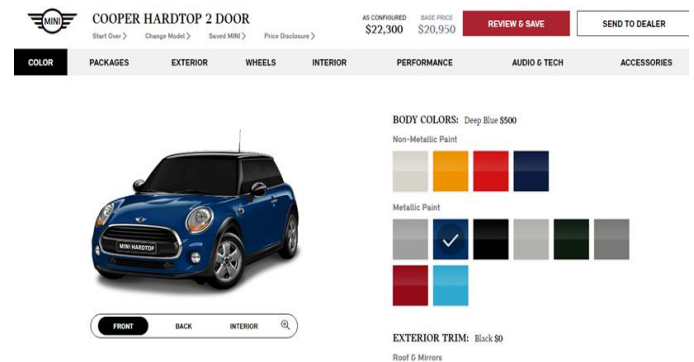 MINI
COOPER HARDTOP 2 DOOR
Start Over > Change Model > Saved MINI > Price Disclosure >
AS CONFIGURED BASE PRICE
$22,300 $20,950
REVIEW & SAVE
SEND TO DEALER
COLOR PACKAGES EXTERIOR WHEELS INTERIOR PERFORMANCE AUDIO & TECH ACCESSORIES
BODY COLORS: Deep Blue $500
Non-Metallic Paint
Metallic Paint
MINI HARDTOP
FRONT BACK INTERIOR
EXTERIOR TRIM: Black $0
Roof & Mirrors